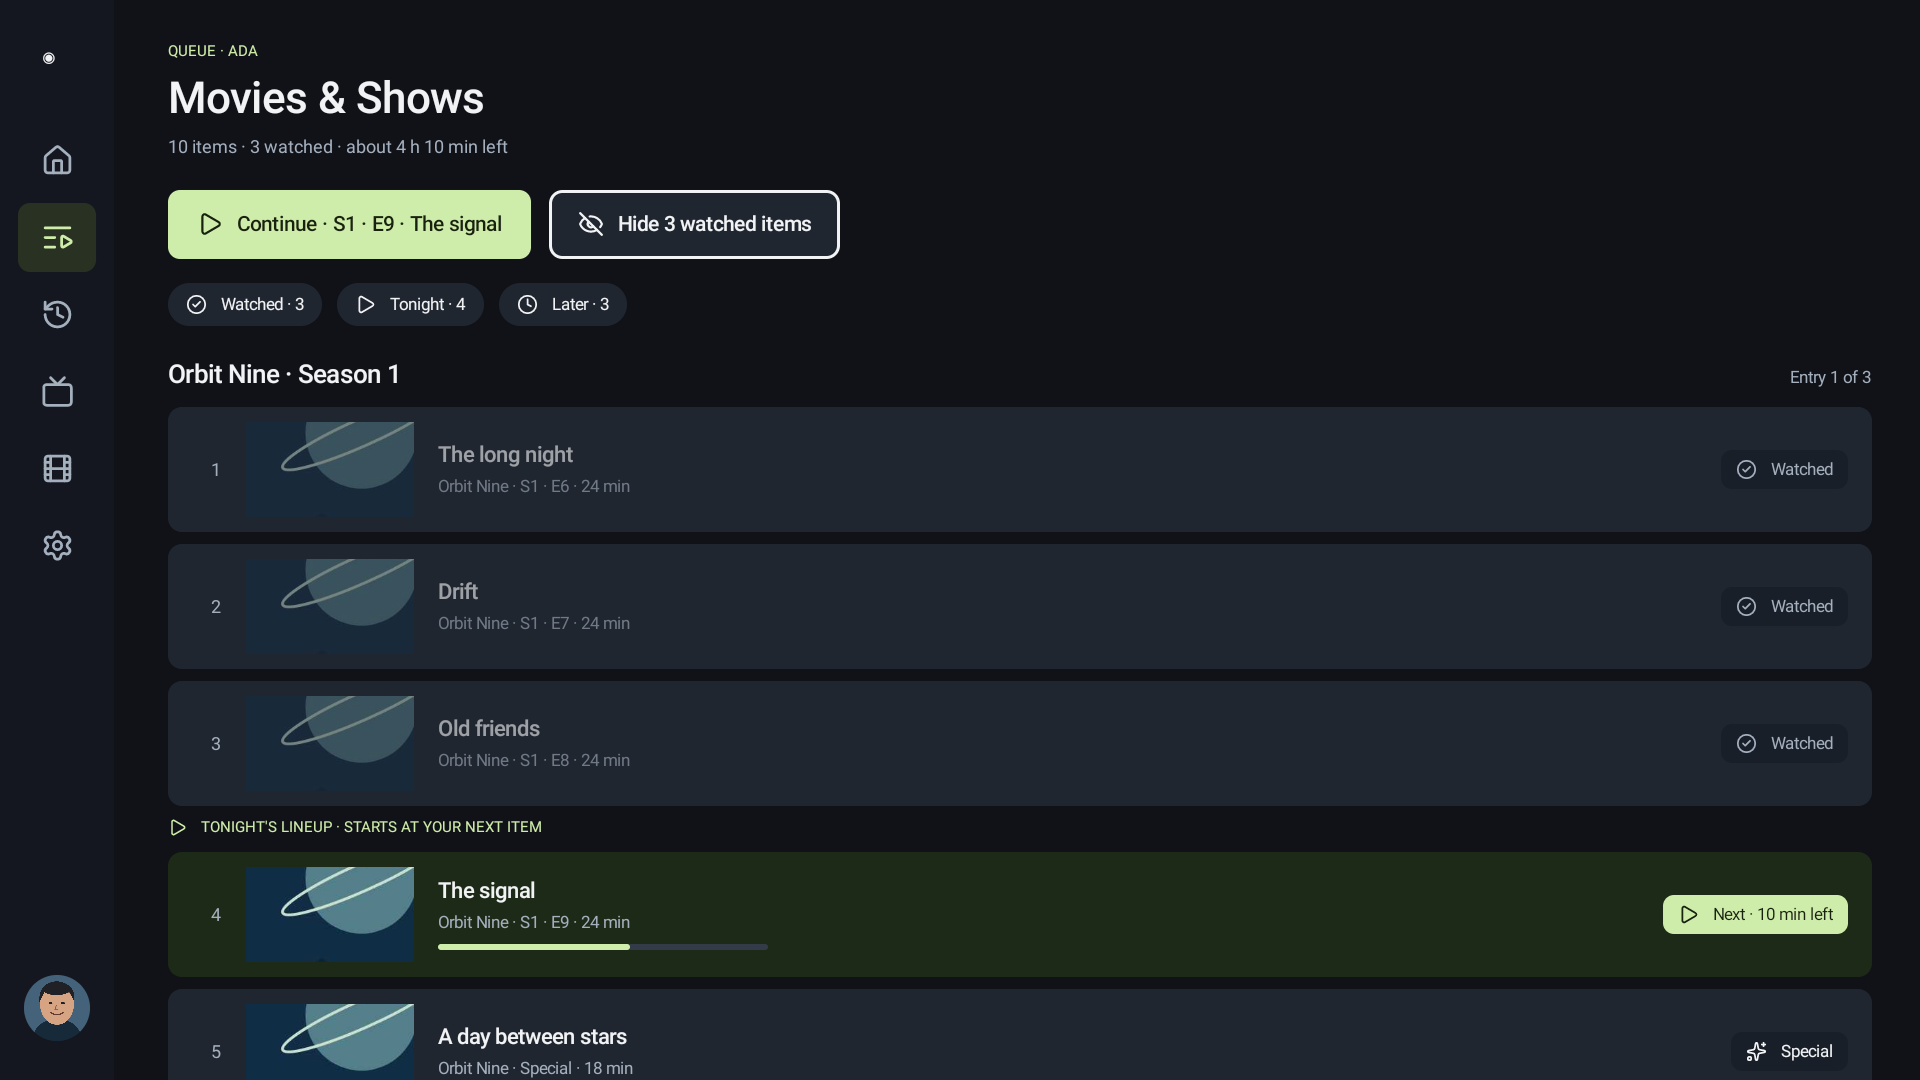 QUEUE · ADA
Movies & Shows
10 items · 3 watched · about 4 h 10 min left
Continue · S1 · E9 · The signal
Hide 3 watched items
Watched · 3
Tonight · 4
Later · 3
Orbit Nine · Season 1
Entry 1 of 3
1
The long night
Orbit Nine · S1 · E6 · 24 min
Watched
2
Drift
Orbit Nine · S1 · E7 · 24 min
Watched
3
Old friends
Orbit Nine · S1 · E8 · 24 min
Watched
TONIGHT'S LINEUP · STARTS AT YOUR NEXT ITEM
4
The signal
Orbit Nine · S1 · E9 · 24 min
Next · 10 min left
5
A day between stars
Orbit Nine · Special · 18 min
Special